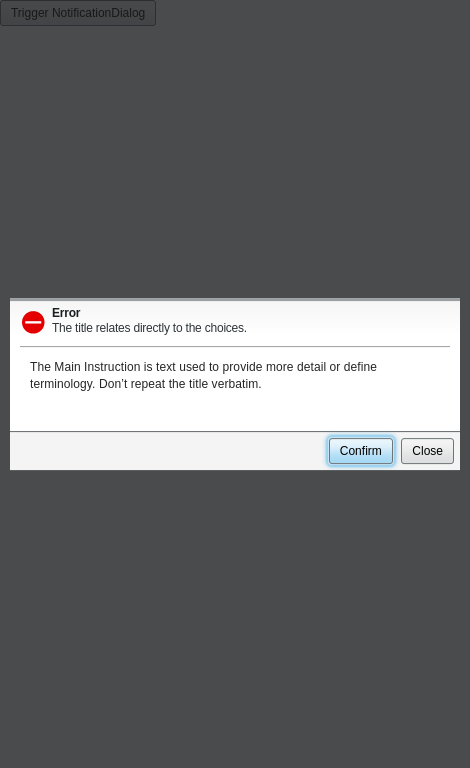 Trigger NotificationDialog
Error
The title relates directly to the choices.
The Main Instruction is text used to provide more detail or define
terminology. Don’t repeat the title verbatim.
Confirm Close